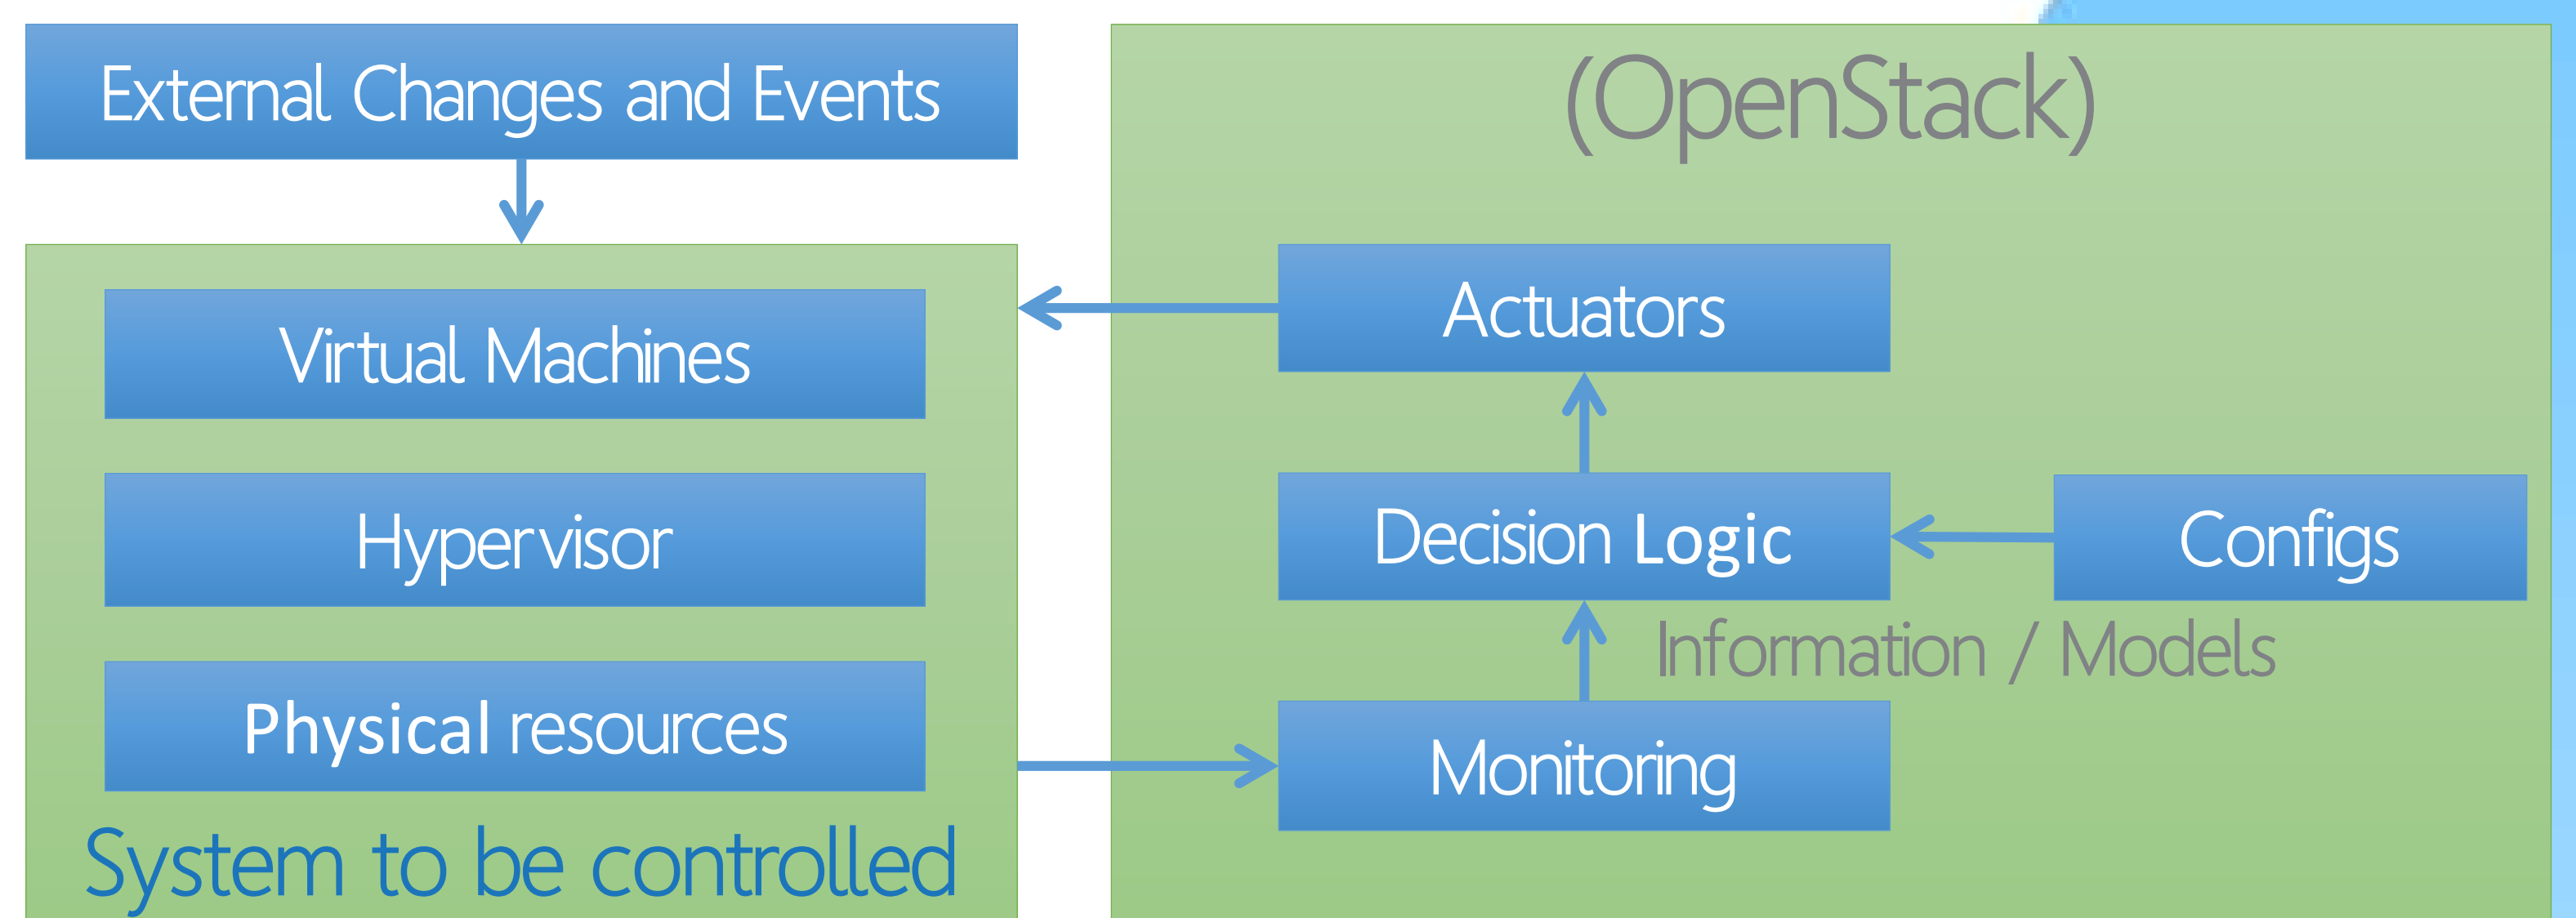 External Changes and Events
(OpenStack)
Virtual Machines
Actuators
Hypervisor
Decision Logic
Configs
Information / Models
Physical resources
Monitoring
System to be controlled